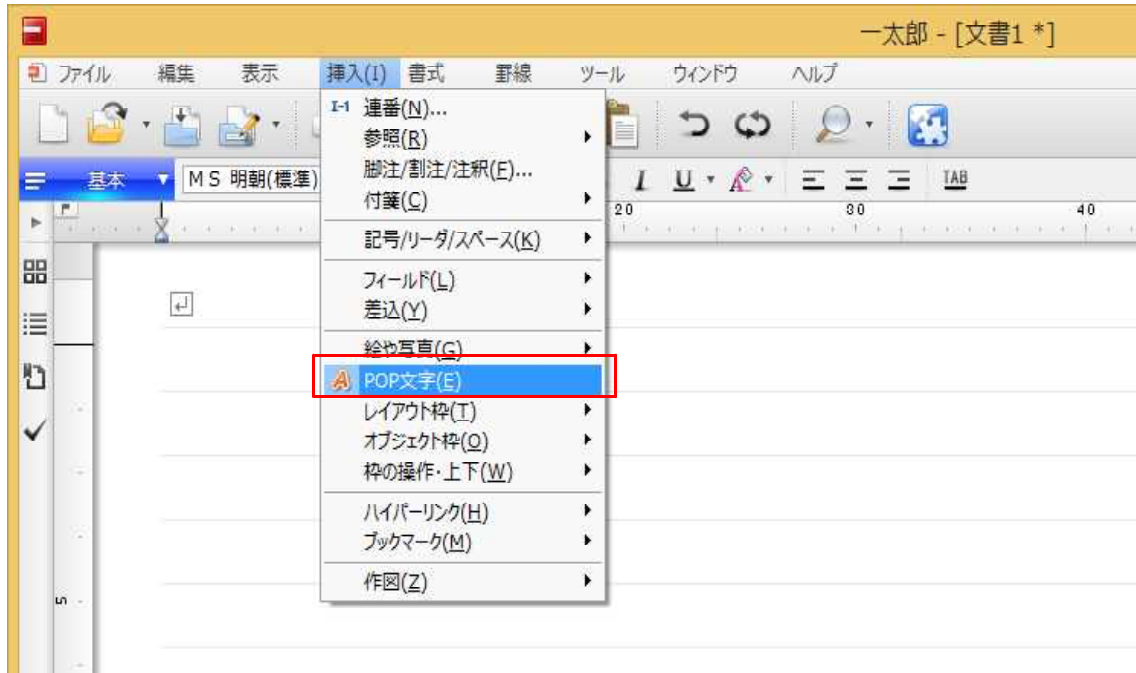 一太郎 - [文書1 *]
ファイル 編集 表示 挿入(I) 書式 罫線 ツール ウィンドウ ヘルプ
I-1 連番(N)...
参照(R)
脚注/割注/注釈(F)...
付箋(C)
記号/リーダ/スペース(K)
フィールド(L)
差込(Y)
絵や写真(G)
POP文字(E)
レイアウト枠(T)
オブジェクト枠(O)
枠の操作・上下(W)
ハイパーリンク(H)
ブックマーク(M)
作図(Z)
基本 MS 明朝(標準) I U A TAB
20 30 40
5